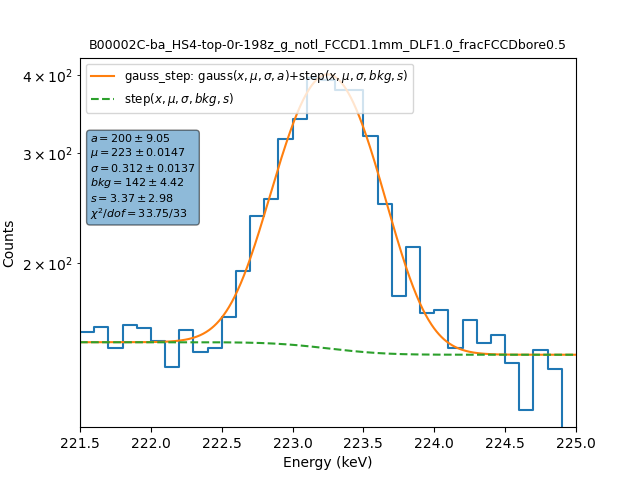 B00002C-ba_HS4-top-0r-198z_g_notl_FCCD1.1mm_DLF1.0_fracFCCDbore0.5
gauss_step: gauss(x, μ, σ, a)+step(x, μ, σ, bkg, s)
step(x, μ, σ, bkg, s)
a = 200 ± 9.05
μ = 223 ± 0.0147
σ = 0.312 ± 0.0137
bkg = 142 ± 4.42
s = 3.37 ± 2.98
χ²/dof = 33.75/33
4 × 10²
3 × 10²
2 × 10²
Counts
221.5 222.0 222.5 223.0 223.5 224.0 224.5 225.0
Energy (keV)